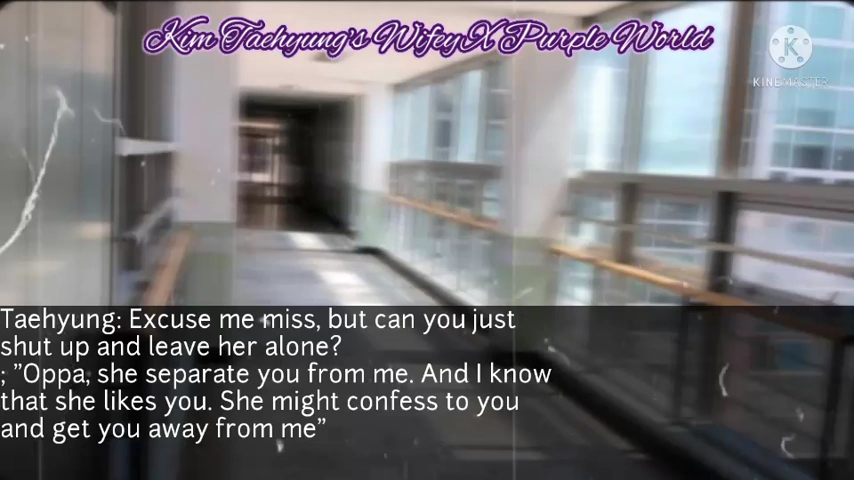 Kim Taehyung's Wifey X Purple World
KINEMASTER
Taehyung: Excuse me miss, but can you just
shut up and leave her alone?
; "Oppa, she separate you from me. And I know
that she likes you. She might confess to you
and get you away from me"